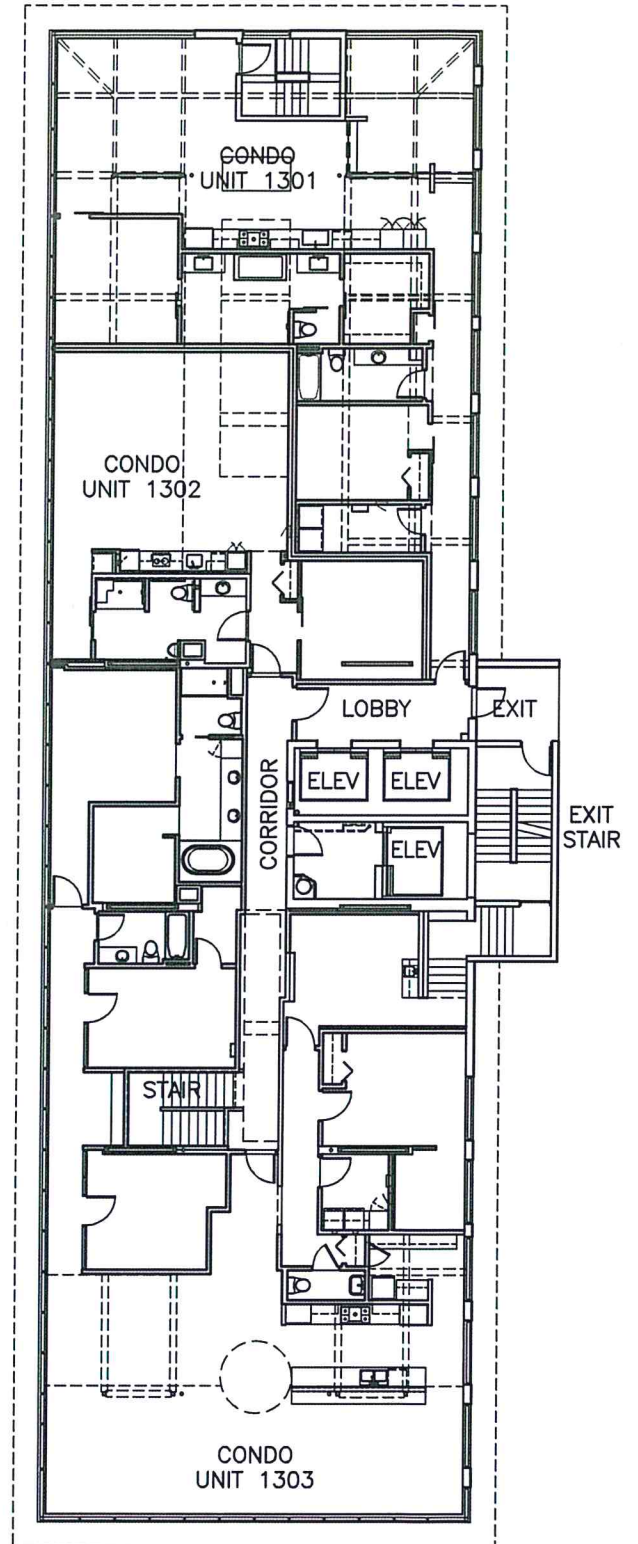 CONDO
UNIT 1301
CONDO
UNIT 1302
LOBBY
EXIT
ELEV
ELEV
CORRIDOR
EXIT
STAIR
ELEV
STAIR
CONDO
UNIT 1303